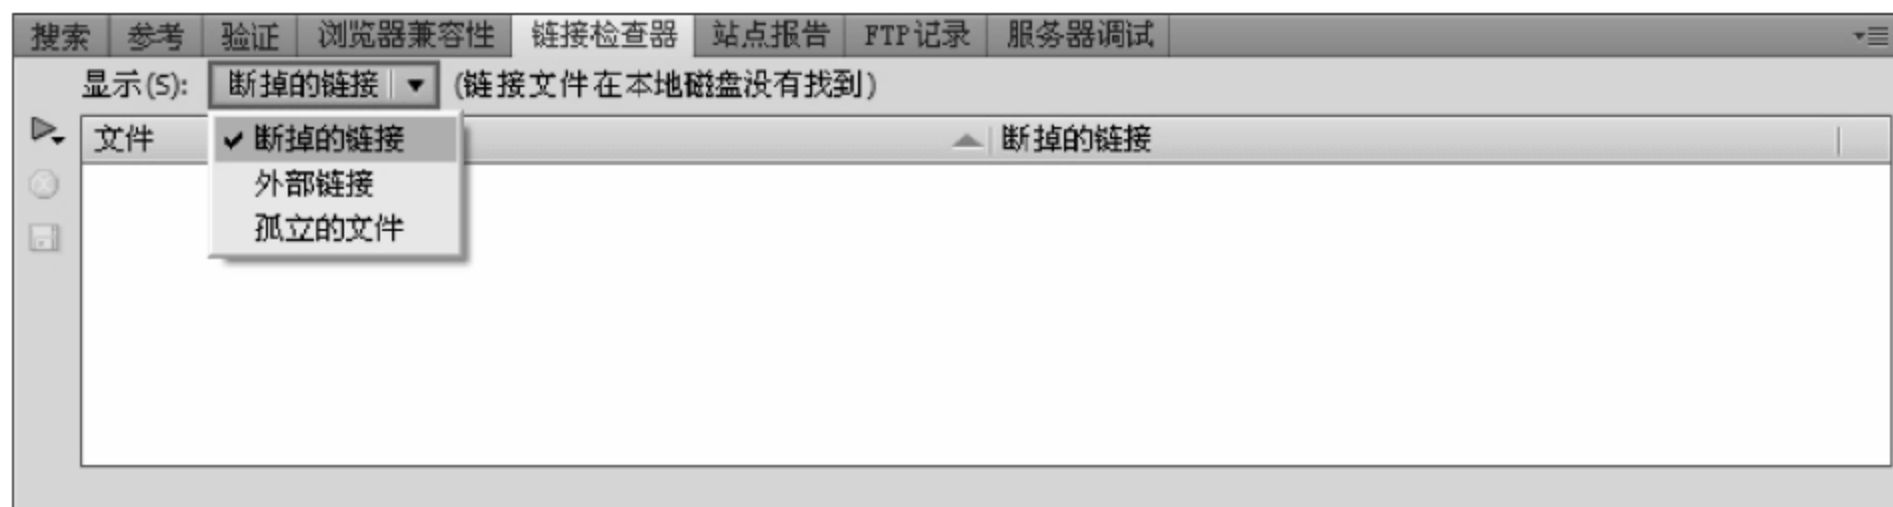 搜索 参考 验证 浏览器兼容性 链接检查器 站点报告 FTP记录 服务器调试
显示(S): 断掉的链接 (链接文件在本地磁盘没有找到)
文件 断掉的链接 断掉的链接
外部链接
孤立的文件